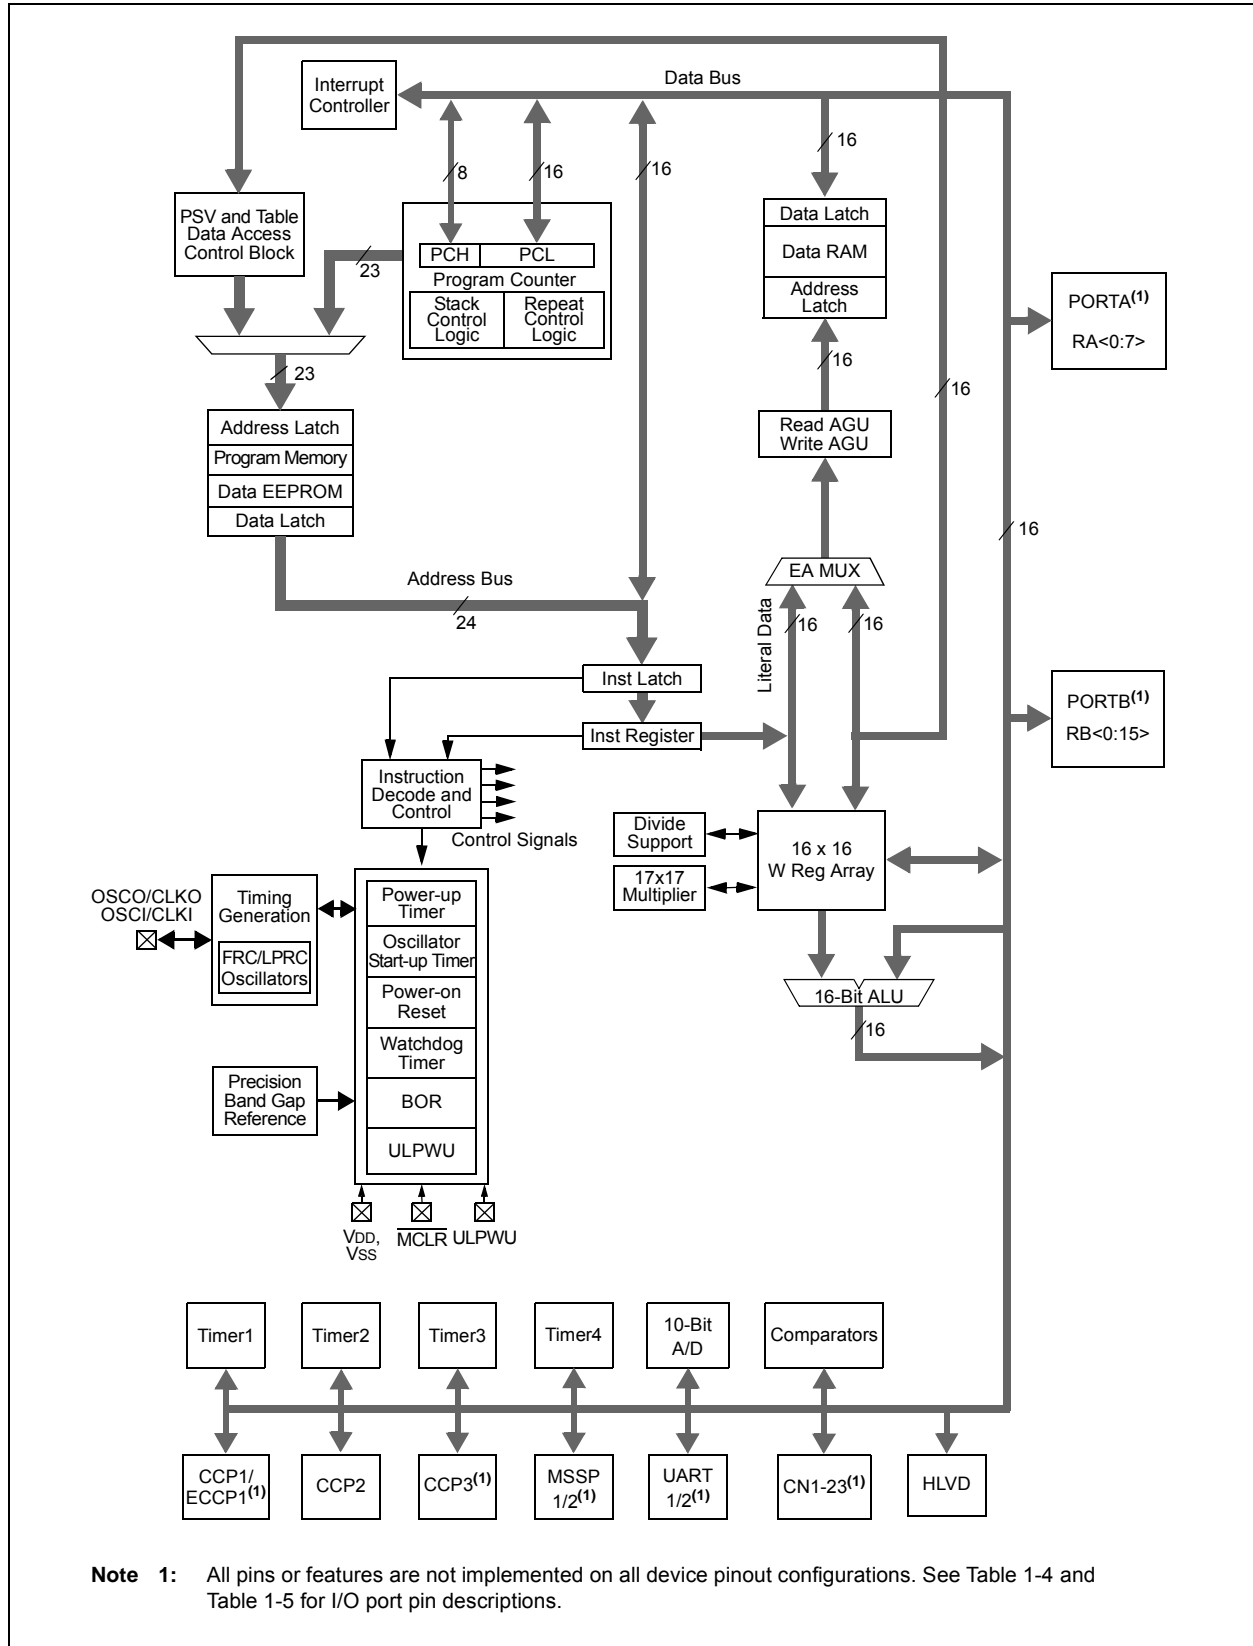 Data Bus
Interrupt
Controller
8
16
16
16
PSV and Table
Data Access
Control Block
23
PCH
PCL
Program Counter
Stack
Control
Logic
Repeat
Control
Logic
Data Latch
Data RAM
Address
Latch
PORTA(1)
RA<0:7>
23
16
16
Address Latch
Program Memory
Data EEPROM
Data Latch
Read AGU
Write AGU
16
Address Bus
24
EA MUX
Literal Data
16
16
Inst Latch
Inst Register
PORTB(1)
RB<0:15>
Instruction
Decode and
Control
Control Signals
Divide
Support
17x17
Multiplier
16 x 16
W Reg Array
OSCO/CLKO
OSCI/CLKI
Timing
Generation
FRC/LPRC
Oscillators
Power-up
Timer
Oscillator
Start-up Timer
Power-on
Reset
Watchdog
Timer
BOR
ULPWU
16-Bit ALU
16
Precision
Band Gap
Reference
VDD,
VSS
MCLR
ULPWU
Timer1
Timer2
Timer3
Timer4
10-Bit
A/D
Comparators
CCP1/
ECCP1(1)
CCP2
CCP3(1)
MSSP
1/2(1)
UART
1/2(1)
CN1-23(1)
HLVD
Note 1: All pins or features are not implemented on all device pinout configurations. See Table 1-4 and
Table 1-5 for I/O port pin descriptions.